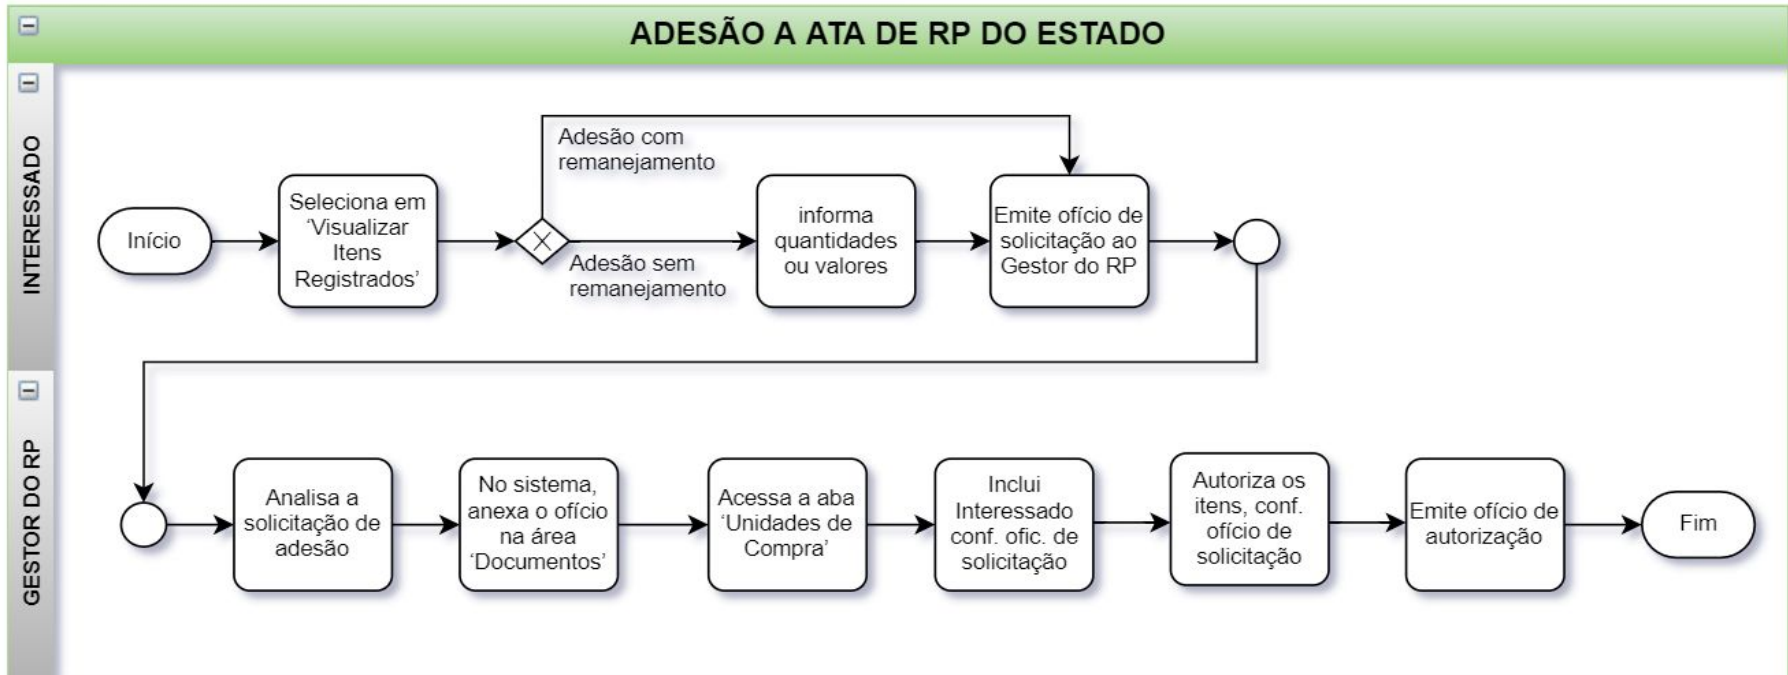 ADESÃO A ATA DE RP DO ESTADO
INTERESSADO
Início
Seleciona em
‘Visualizar
Itens
Registrados’
Adesão com
remanejamento
Adesão sem
remanejamento
informa
quantidades
ou valores
Emite ofício de
solicitação ao
Gestor do RP
GESTOR DO RP
Analisa a
solicitação de
adesão
No sistema,
anexa o ofício
na área
‘Documentos’
Acessa a aba
‘Unidades de
Compra’
Inclui
Interessado
conf. ofic. de
solicitação
Autoriza os
itens, conf.
ofício de
solicitação
Emite ofício de
autorização
Fim